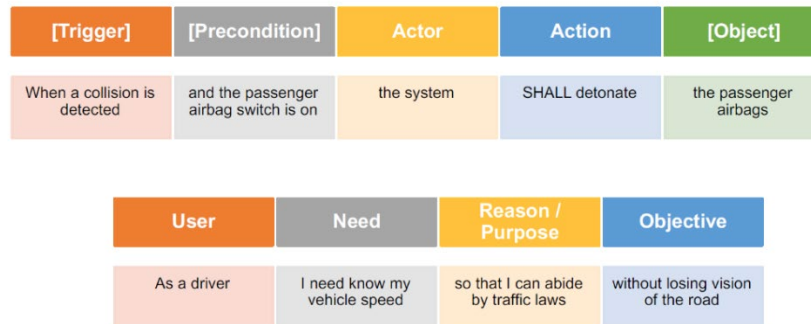 [Trigger]
[Precondition]
Actor
Action
[Object]
When a collision is
detected
and the passenger
airbag switch is on
the system
SHALL detonate
the passenger
airbags
User
Need
Reason /
Purpose
Objective
As a driver
I need know my
vehicle speed
so that I can abide
by traffic laws
without losing vision
of the road